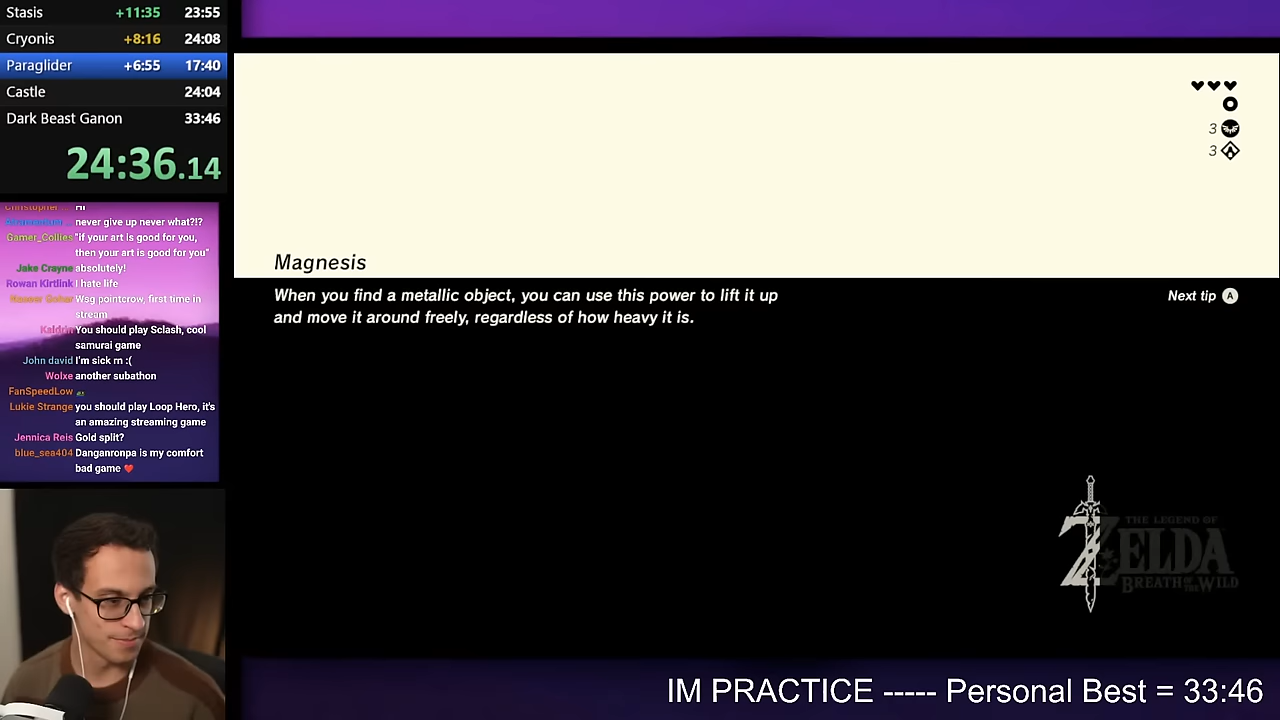 Stasis +11:35 23:55
Cryonis +8:16 24:08
Paraglider +6:55 17:40
Castle 24:04
Dark Beast Ganon 33:46
24:36.14
Hi
never give up never what?!?
Gamer_Collies "if your art is good for you,
then your art is good for you"
Jake Crayne absolutely!
Rowan Kirtlink I hate life
Wsg pointcrow, first time in
stream
You should play Sclash, cool
samurai game
John david I'm sick rn :(
Wolxe another subathon
FanSpeedLow
Lukie Strange you should play Loop Hero, it's
an amazing streaming game
Jennica Reis Gold split?
blue_sea404 Danganronpa is my comfort
bad game ❤️
3
3
Magnesis
When you find a metallic object, you can use this power to lift it up
and move it around freely, regardless of how heavy it is.
Next tip A
THE LEGEND OF
ZELDA
BREATH OF THE WILD
IM PRACTICE ----- Personal Best = 33:46